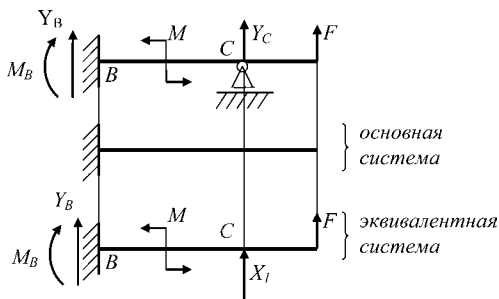 Y_B M Y_C F
M_B B C
основная
система
Y_B M C F эквивалентная
M_B B X_1 система